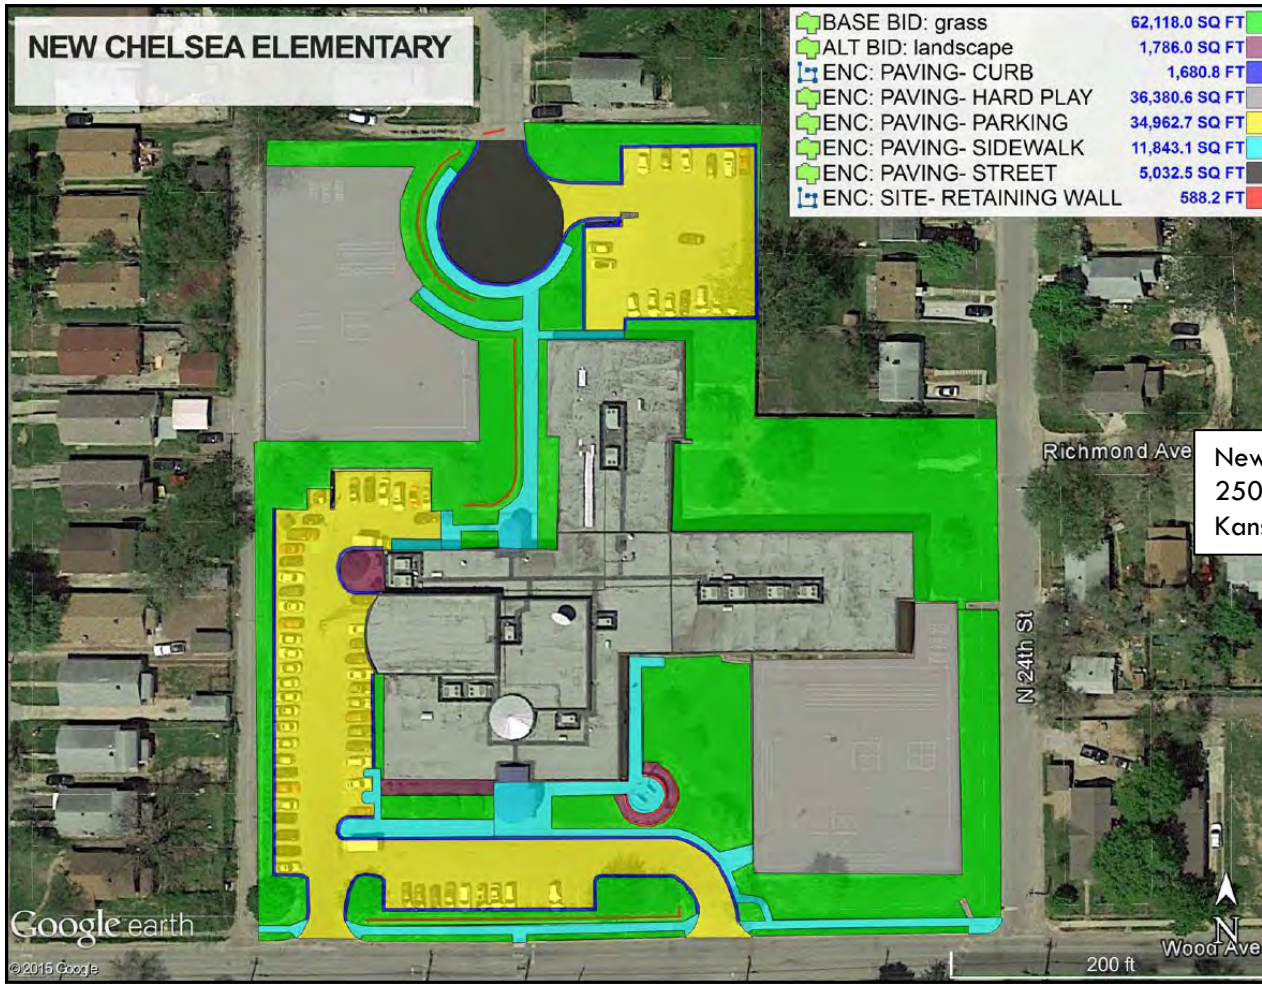 NEW CHELSEA ELEMENTARY
BASE BID: grass 62,118.0 SQ FT
ALT BID: landscape 1,786.0 SQ FT
ENC: PAVING- CURB 1,680.8 FT
ENC: PAVING- HARD PLAY 36,380.6 SQ FT
ENC: PAVING- PARKING 34,962.7 SQ FT
ENC: PAVING- SIDEWALK 11,843.1 SQ FT
ENC: PAVING- STREET 5,032.5 SQ FT
ENC: SITE- RETAINING WALL 588.2 FT
Richmond Ave
New
250
Kans
N 24th St
Google earth
© 2015 Google
N
Wood Ave
200 ft